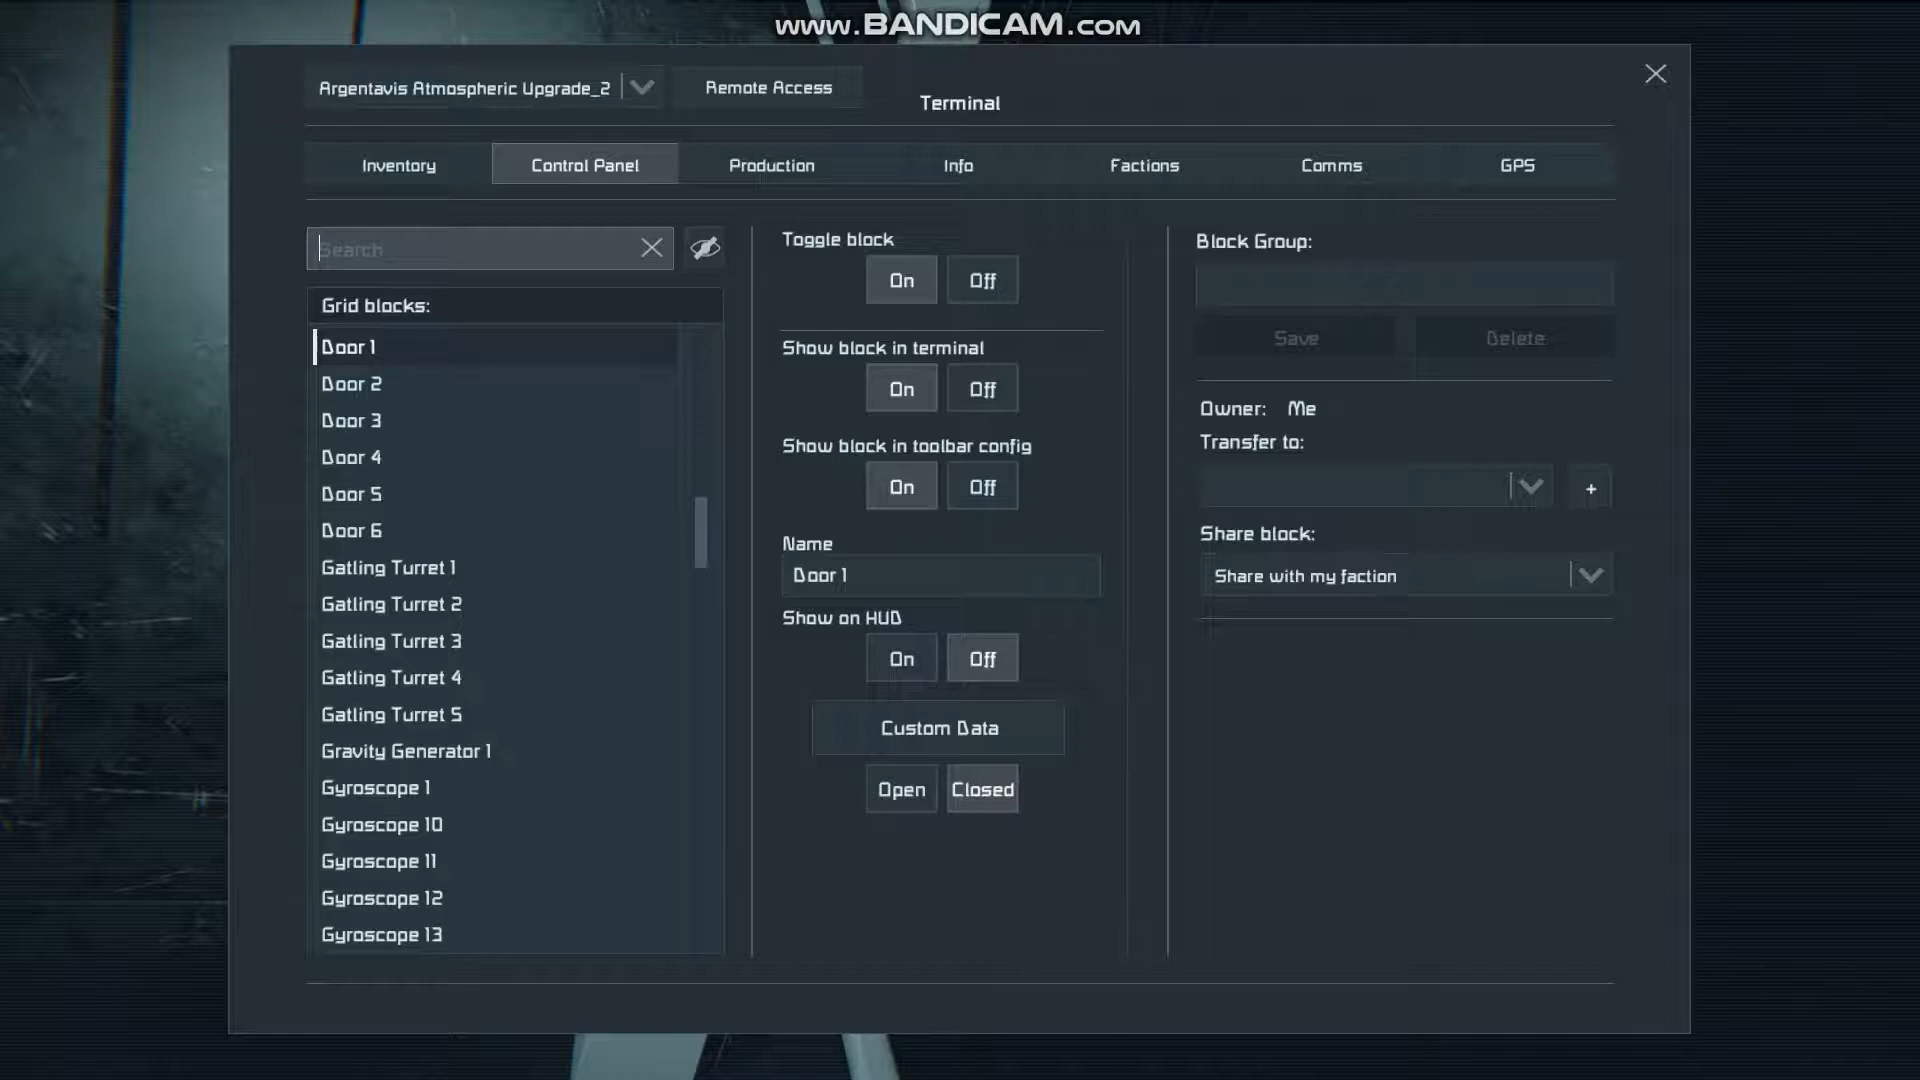 www.BANDICAM.com
Argentavis Atmospheric Upgrade_2
Remote Access
Terminal
Inventory
Control Panel
Production
Info
Factions
Comms
GPS
Search
Grid blocks:
Door 1
Door 2
Door 3
Door 4
Door 5
Door 6
Gatling Turret 1
Gatling Turret 2
Gatling Turret 3
Gatling Turret 4
Gatling Turret 5
Gravity Generator 1
Gyroscope 1
Gyroscope 10
Gyroscope 11
Gyroscope 12
Gyroscope 13
Toggle block
On Off
Show block in terminal
On Off
Show block in toolbar config
On Off
Name
Door 1
Show on HUD
On Off
Custom Data
Open Closed
Block Group:
Save Delete
Owner: Me
Transfer to:
+
Share block:
Share with my faction